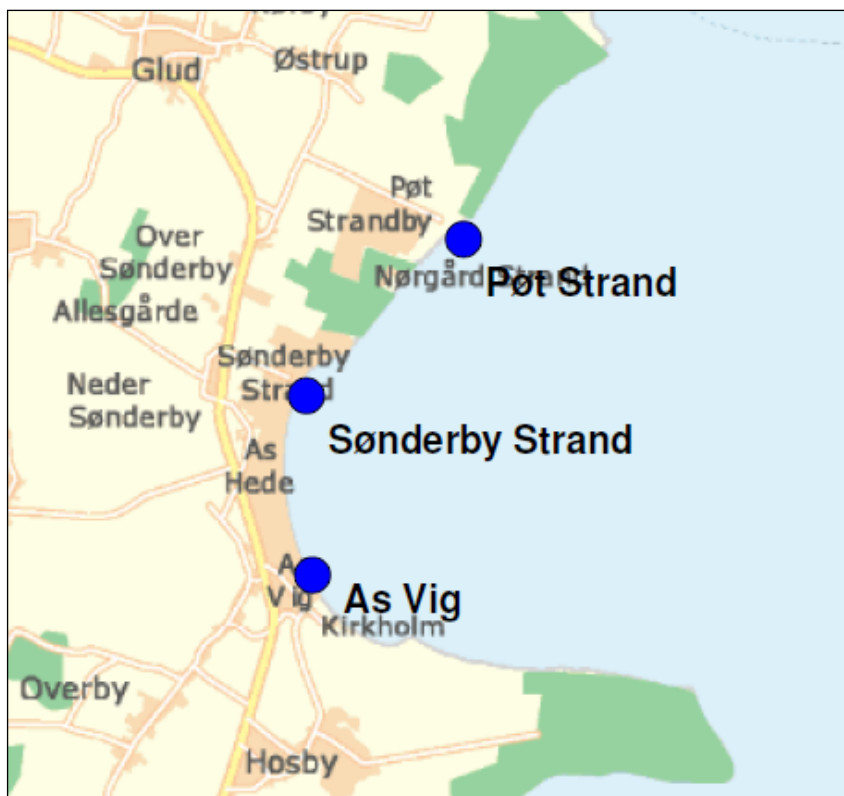 Glud
Østrup
Pøt
Strandby
Over
Sønderby
Pøt Strand
Allesgårde
Sønderby
Strand
Neder
Sønderby
Sønderby Strand
As
Hede
As Vig
Vig
Kirkholm
Overby
Hosby